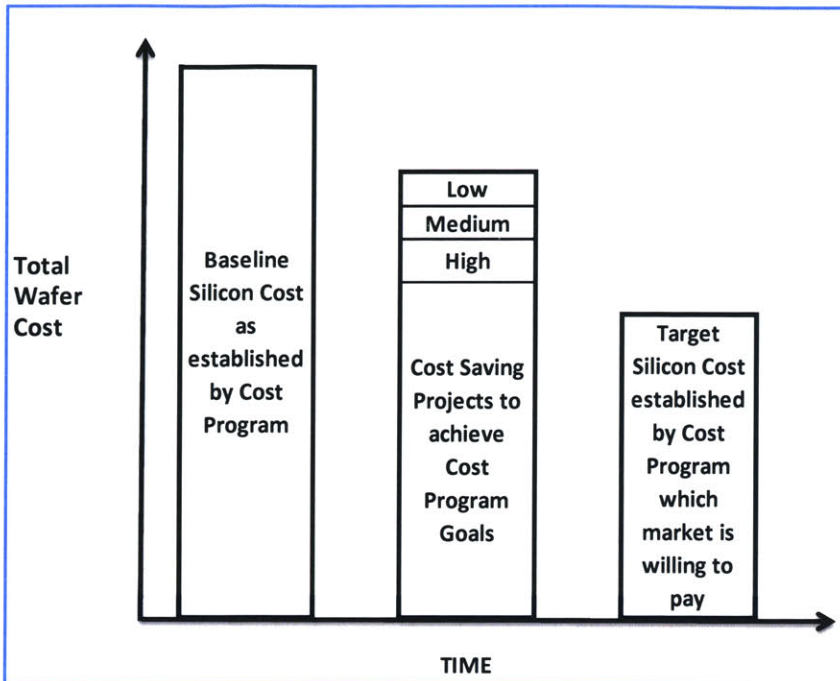 Total
Wafer
Cost
Baseline
Silicon Cost
as
established
by Cost
Program
Low
Medium
High
Cost Saving
Projects to
achieve
Cost
Program
Goals
Target
Silicon Cost
established
by Cost
Program
which
market is
willing to
pay
TIME